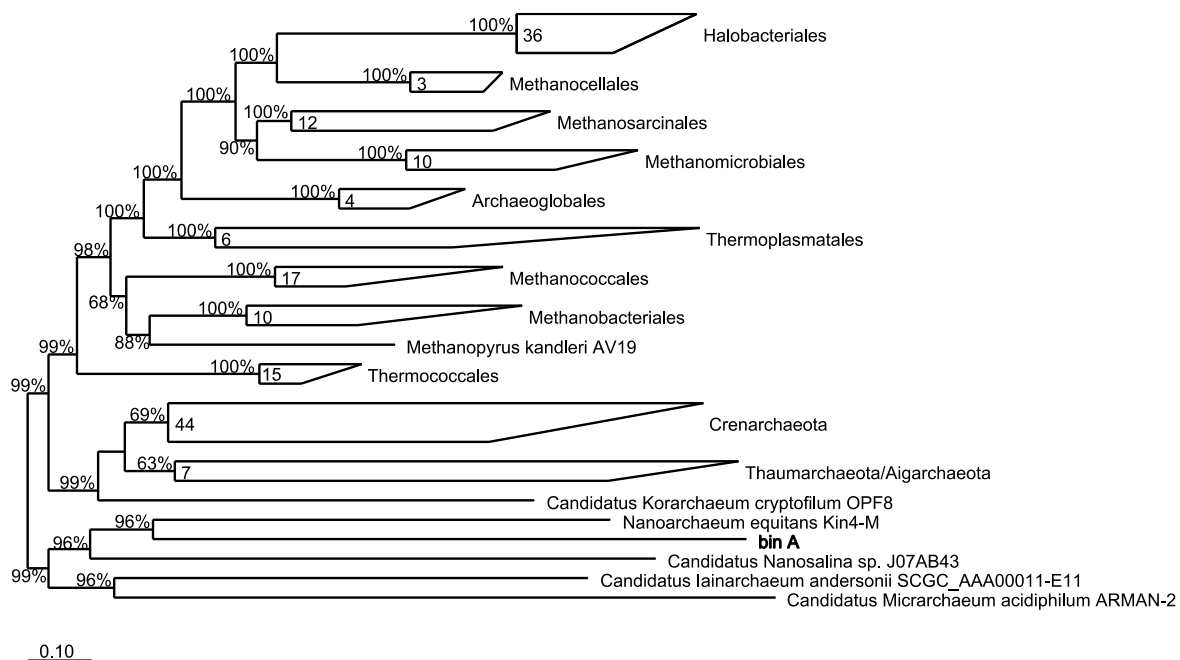 100% 36 Halobacteriales
100%
100% 3 Methanocellales
100%
100% 12 Methanosarcinales
90%
100% 10 Methanomicrobiales
100%
100% 4 Archaeoglobales
100%
100% 6 Thermoplasmatales
98%
100% 17 Methanococcales
68%
100% 10 Methanobacteriales
88% Methanopyrus kandleri AV19
99%
100% 15 Thermococcales
99%
69% 44 Crenarchaeota
63% 7 Thaumarchaeota/Aigarchaeota
99%
Candidatus Korarchaeum cryptofilum OPF8
96% Nanoarchaeum equitans Kin4-M
bin A
96%
Candidatus Nanosalina sp. J07AB43
99%
96% Candidatus Iainarchaeum andersonii SCGC_AAA00011-E11
Candidatus Micrarchaeum acidiphilum ARMAN-2
0.10